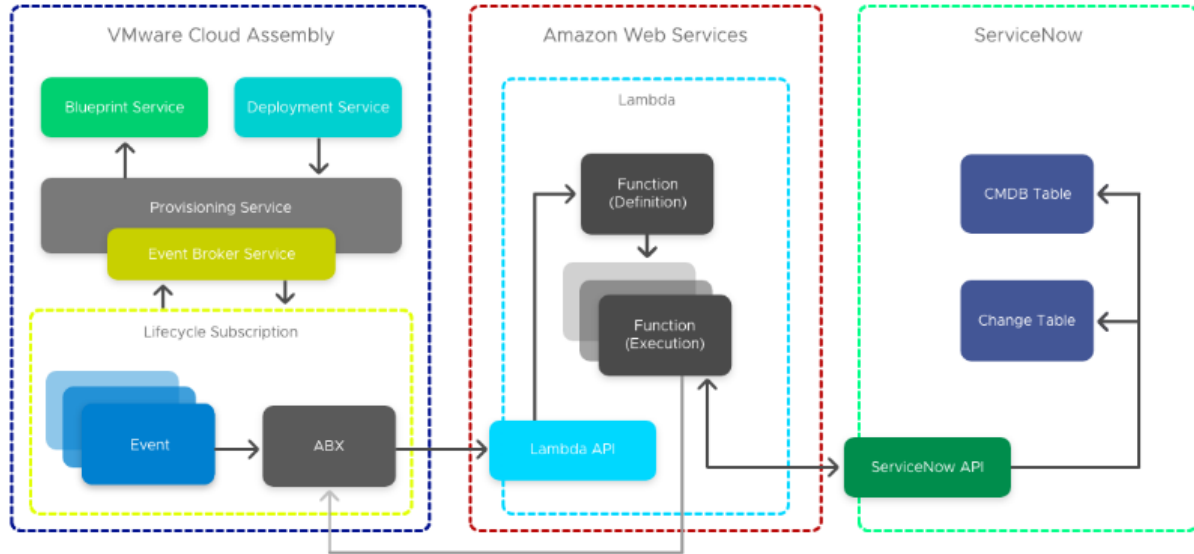 VMware Cloud Assembly
Blueprint Service
Deployment Service
Provisioning Service
Event Broker Service
Lifecycle Subscription
Event
ABX
Amazon Web Services
Lambda
Function
(Definition)
Function
(Execution)
Lambda API
ServiceNow
CMDB Table
Change Table
ServiceNow API